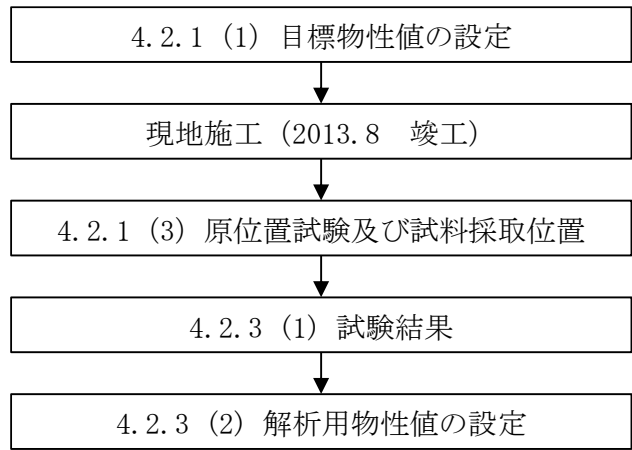 4.2.1 (1) 目標物性値の設定
現地施工 (2013.8　竣工)
4.2.1 (3) 原位置試験及び試料採取位置
4.2.3 (1) 試験結果
4.2.3 (2) 解析用物性値の設定